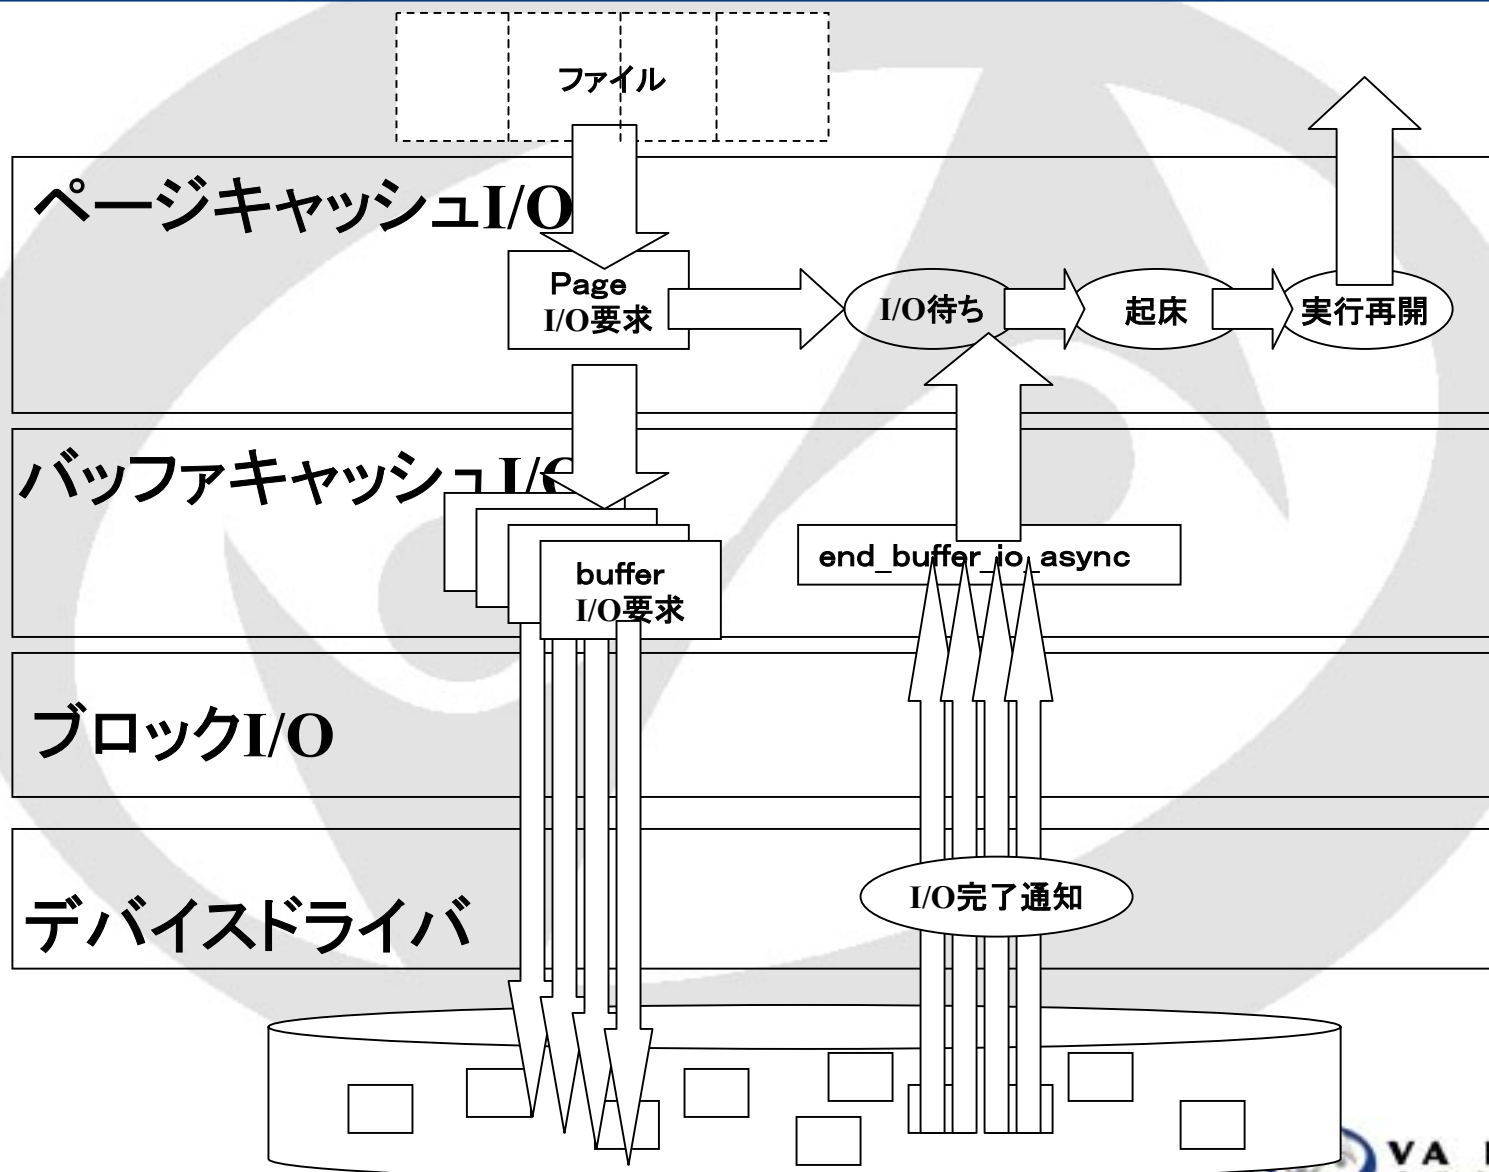 ファイル
ページキャッシュI/O
Page
I/O要求
I/O待ち
起床
実行再開
バッファキャッシュI/O
buffer
I/O要求
end_buffer_io_async
ブロックI/O
デバイスドライバ
I/O完了通知
VA